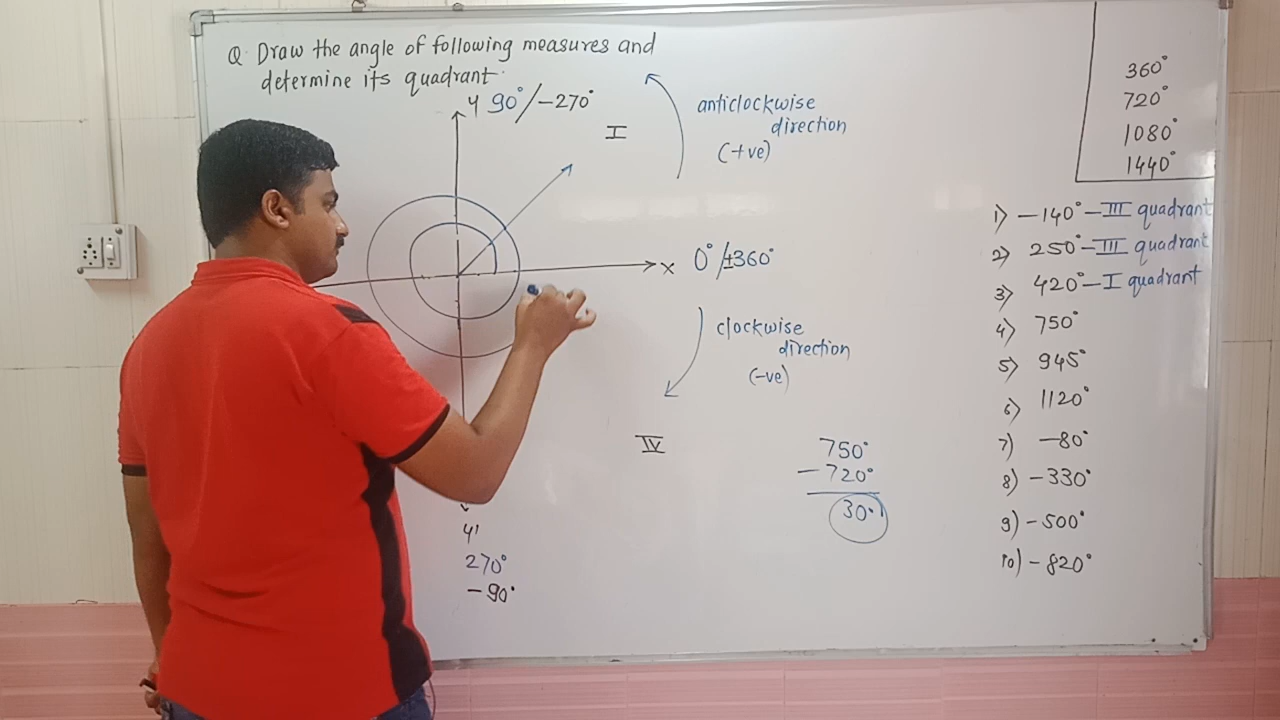 Q. Draw the angle of following measures and
determine its quadrant.
Y 90°/-270°
I
anticlockwise
direction
(+ve)
X 0°/±360°
clockwise
direction
(-ve)
IV
Y'
270°
-90°
750°
-720°
30°
360°
720°
1080°
1440°
1) -140° - III quadrant
2) 250° - III quadrant
3) 420° - I quadrant
4) 750°
5) 945°
6) 1120°
7) -80°
8) -330°
9) -500°
10) -820°